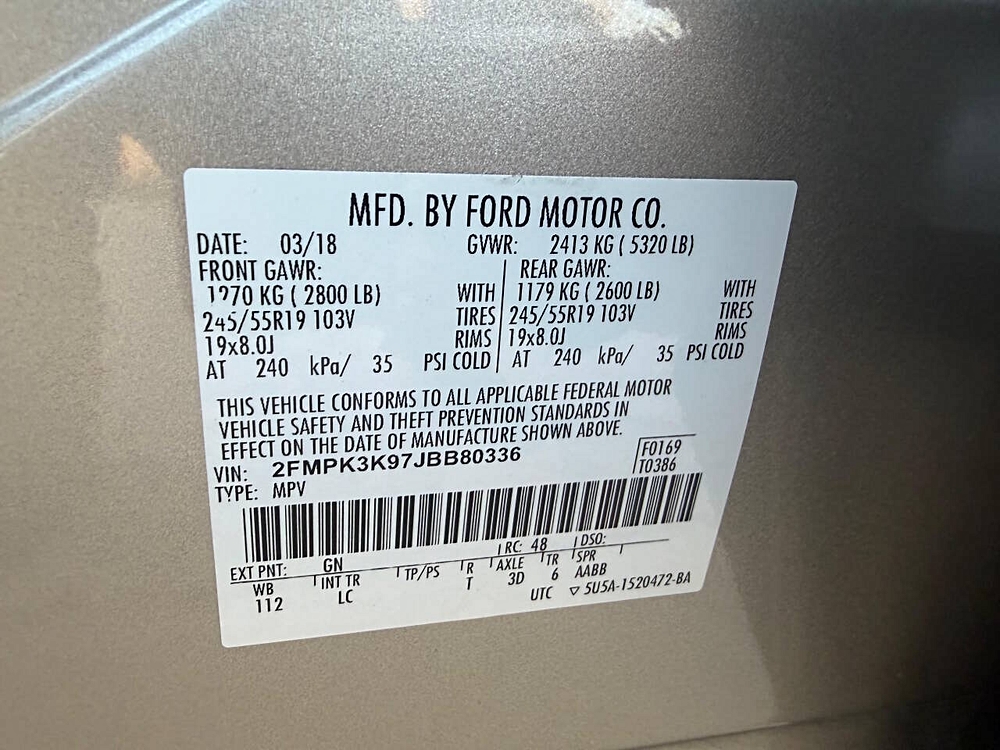 MFD. BY FORD MOTOR CO.
DATE: 03/18 GVWR: 2413 KG ( 5320 LB)
FRONT GAWR: REAR GAWR:
1270 KG ( 2800 LB) WITH 1179 KG ( 2600 LB) WITH
245/55R19 103V TIRES 245/55R19 103V TIRES
19x8.0J RIMS 19x8.0J RIMS
AT 240 kPa/ 35 PSI COLD AT 240 kPa/ 35 PSI COLD
THIS VEHICLE CONFORMS TO ALL APPLICABLE FEDERAL MOTOR
VEHICLE SAFETY AND THEFT PREVENTION STANDARDS IN
EFFECT ON THE DATE OF MANUFACTURE SHOWN ABOVE.
VIN: 2FMPK3K97JBB80336 F0169
TYPE: MPV T0386
EXT PNT: GN RC: 48 DSO:
WB INT TR TP/PS R AXLE TR SPR
112 LC T 3D 6 AABB
UTC ▽ 5U5A-1520472-BA